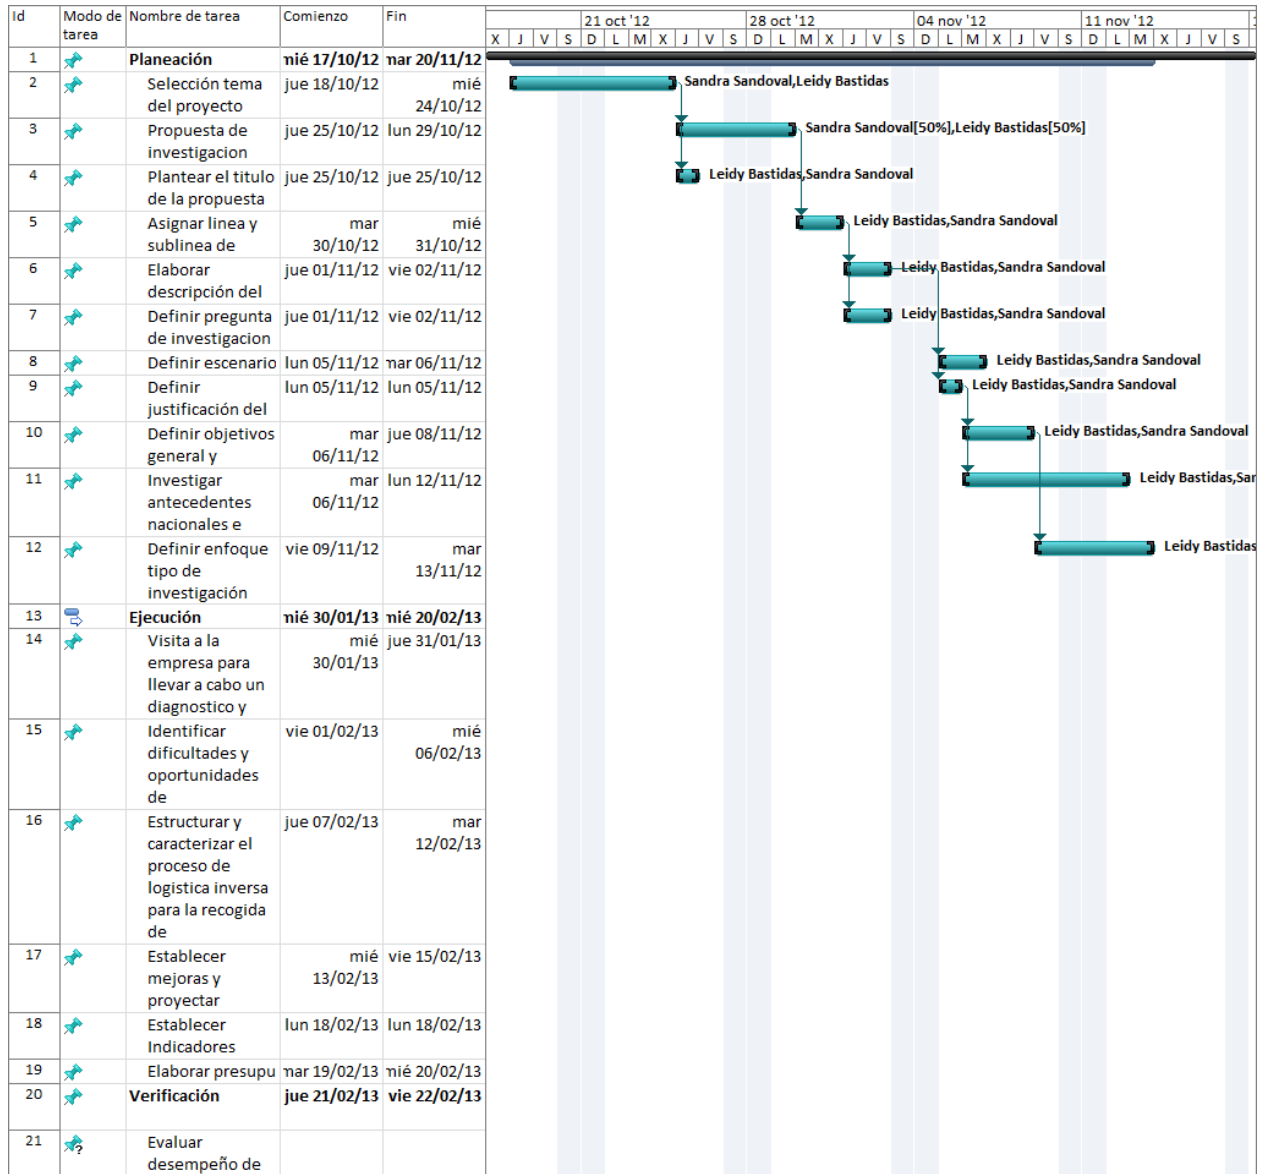 Id Modo de tarea Nombre de tarea Comienzo Fin
21 oct '12 28 oct '12 04 nov '12 11 nov '12
X J V S D L M X J V S D L M X J V S D L M X J V S D L M X J V S
1 Planeación mié 17/10/12 mar 20/11/12
2 Selección tema jue 18/10/12 mié Sandra Sandoval,Leidy Bastidas
del proyecto 24/10/12
3 Propuesta de jue 25/10/12 lun 29/10/12 Sandra Sandoval[50%],Leidy Bastidas[50%]
investigacion
4 Plantear el titulo jue 25/10/12 jue 25/10/12 Leidy Bastidas,Sandra Sandoval
de la propuesta
5 Asignar linea y mar mié Leidy Bastidas,Sandra Sandoval
sublinea de 30/10/12 31/10/12
6 Elaborar jue 01/11/12 vie 02/11/12 Leidy Bastidas,Sandra Sandoval
descripción del
7 Definir pregunta jue 01/11/12 vie 02/11/12 Leidy Bastidas,Sandra Sandoval
de investigacion
8 Definir escenario lun 05/11/12 mar 06/11/12 Leidy Bastidas,Sandra Sandoval
9 Definir lun 05/11/12 lun 05/11/12 Leidy Bastidas,Sandra Sandoval
justificación del
10 Definir objetivos mar jue 08/11/12 Leidy Bastidas,Sandra Sandoval
general y 06/11/12
11 Investigar mar lun 12/11/12 Leidy Bastidas,Sar
antecedentes 06/11/12
nacionales e
12 Definir enfoque vie 09/11/12 mar Leidy Bastidas
tipo de 13/11/12
investigación
13 Ejecución mié 30/01/13 mié 20/02/13
14 Visita a la mié jue 31/01/13
empresa para 30/01/13
llevar a cabo un
diagnostico y
15 Identificar vie 01/02/13 mié
dificultades y 06/02/13
oportunidades
de
16 Estructurar y jue 07/02/13 mar
caracterizar el 12/02/13
proceso de
logistica inversa
para la recogida
de
17 Establecer mié vie 15/02/13
mejoras y 13/02/13
proyectar
18 Establecer lun 18/02/13 lun 18/02/13
Indicadores
19 Elaborar presupu mar 19/02/13 mié 20/02/13
20 Verificación jue 21/02/13 vie 22/02/13
21 Evaluar
desempeño de